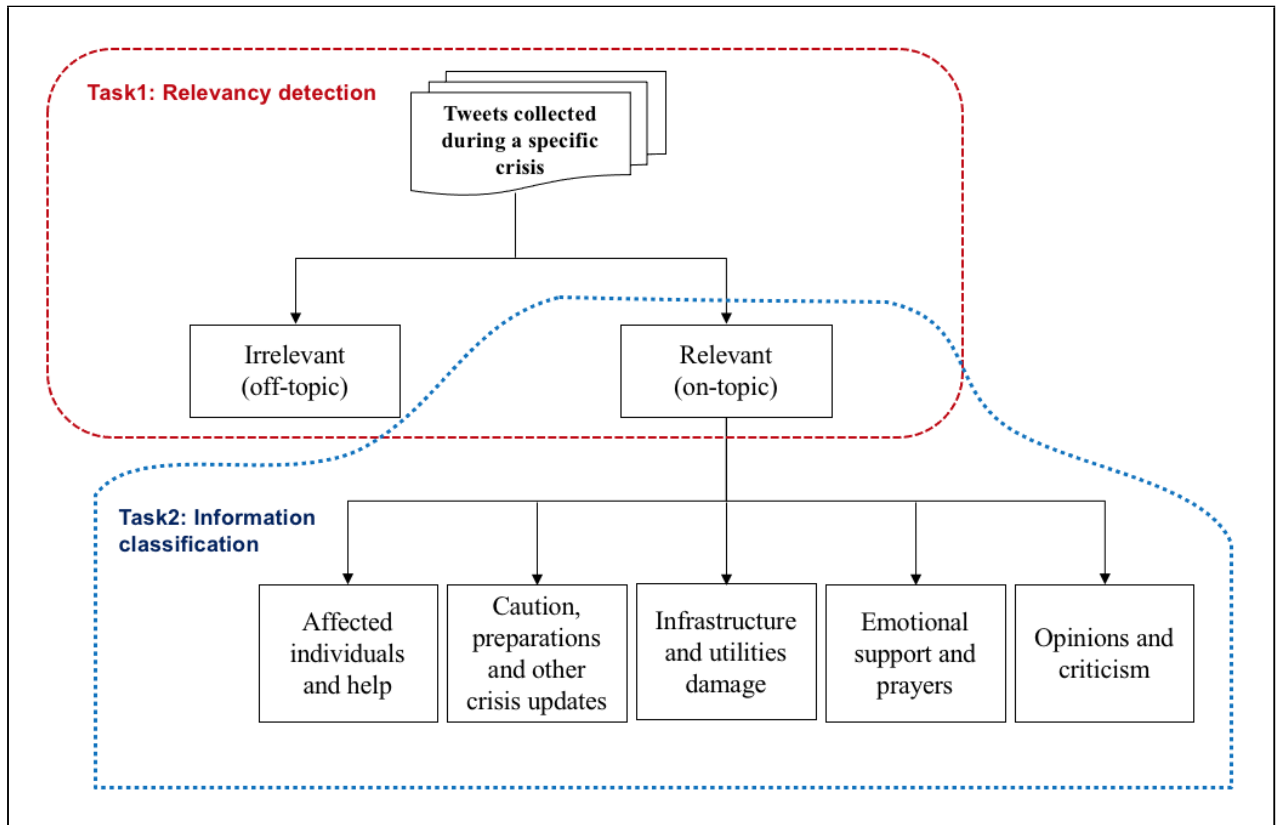 Task1: Relevancy detection
Tweets collected
during a specific
crisis
Irrelevant
(off-topic)
Relevant
(on-topic)
Task2: Information
classification
Affected
individuals
and help
Caution,
preparations
and other
crisis updates
Infrastructure
and utilities
damage
Emotional
support and
prayers
Opinions and
criticism